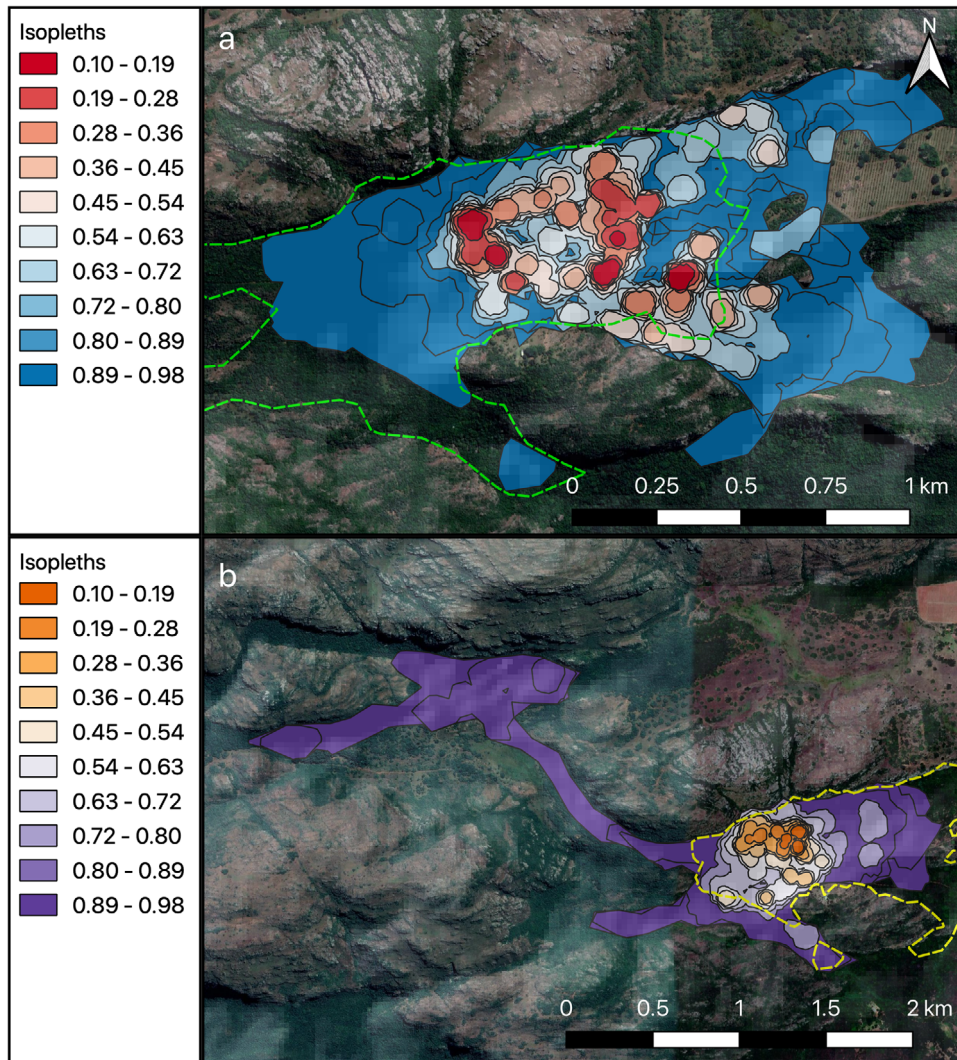 Isopleths
0.10 - 0.19
0.19 - 0.28
0.28 - 0.36
0.36 - 0.45
0.45 - 0.54
0.54 - 0.63
0.63 - 0.72
0.72 - 0.80
0.80 - 0.89
0.89 - 0.98
a
N
0 0.25 0.5 0.75 1 km
Isopleths
0.10 - 0.19
0.19 - 0.28
0.28 - 0.36
0.36 - 0.45
0.45 - 0.54
0.54 - 0.63
0.63 - 0.72
0.72 - 0.80
0.80 - 0.89
0.89 - 0.98
b
0 0.5 1 1.5 2 km